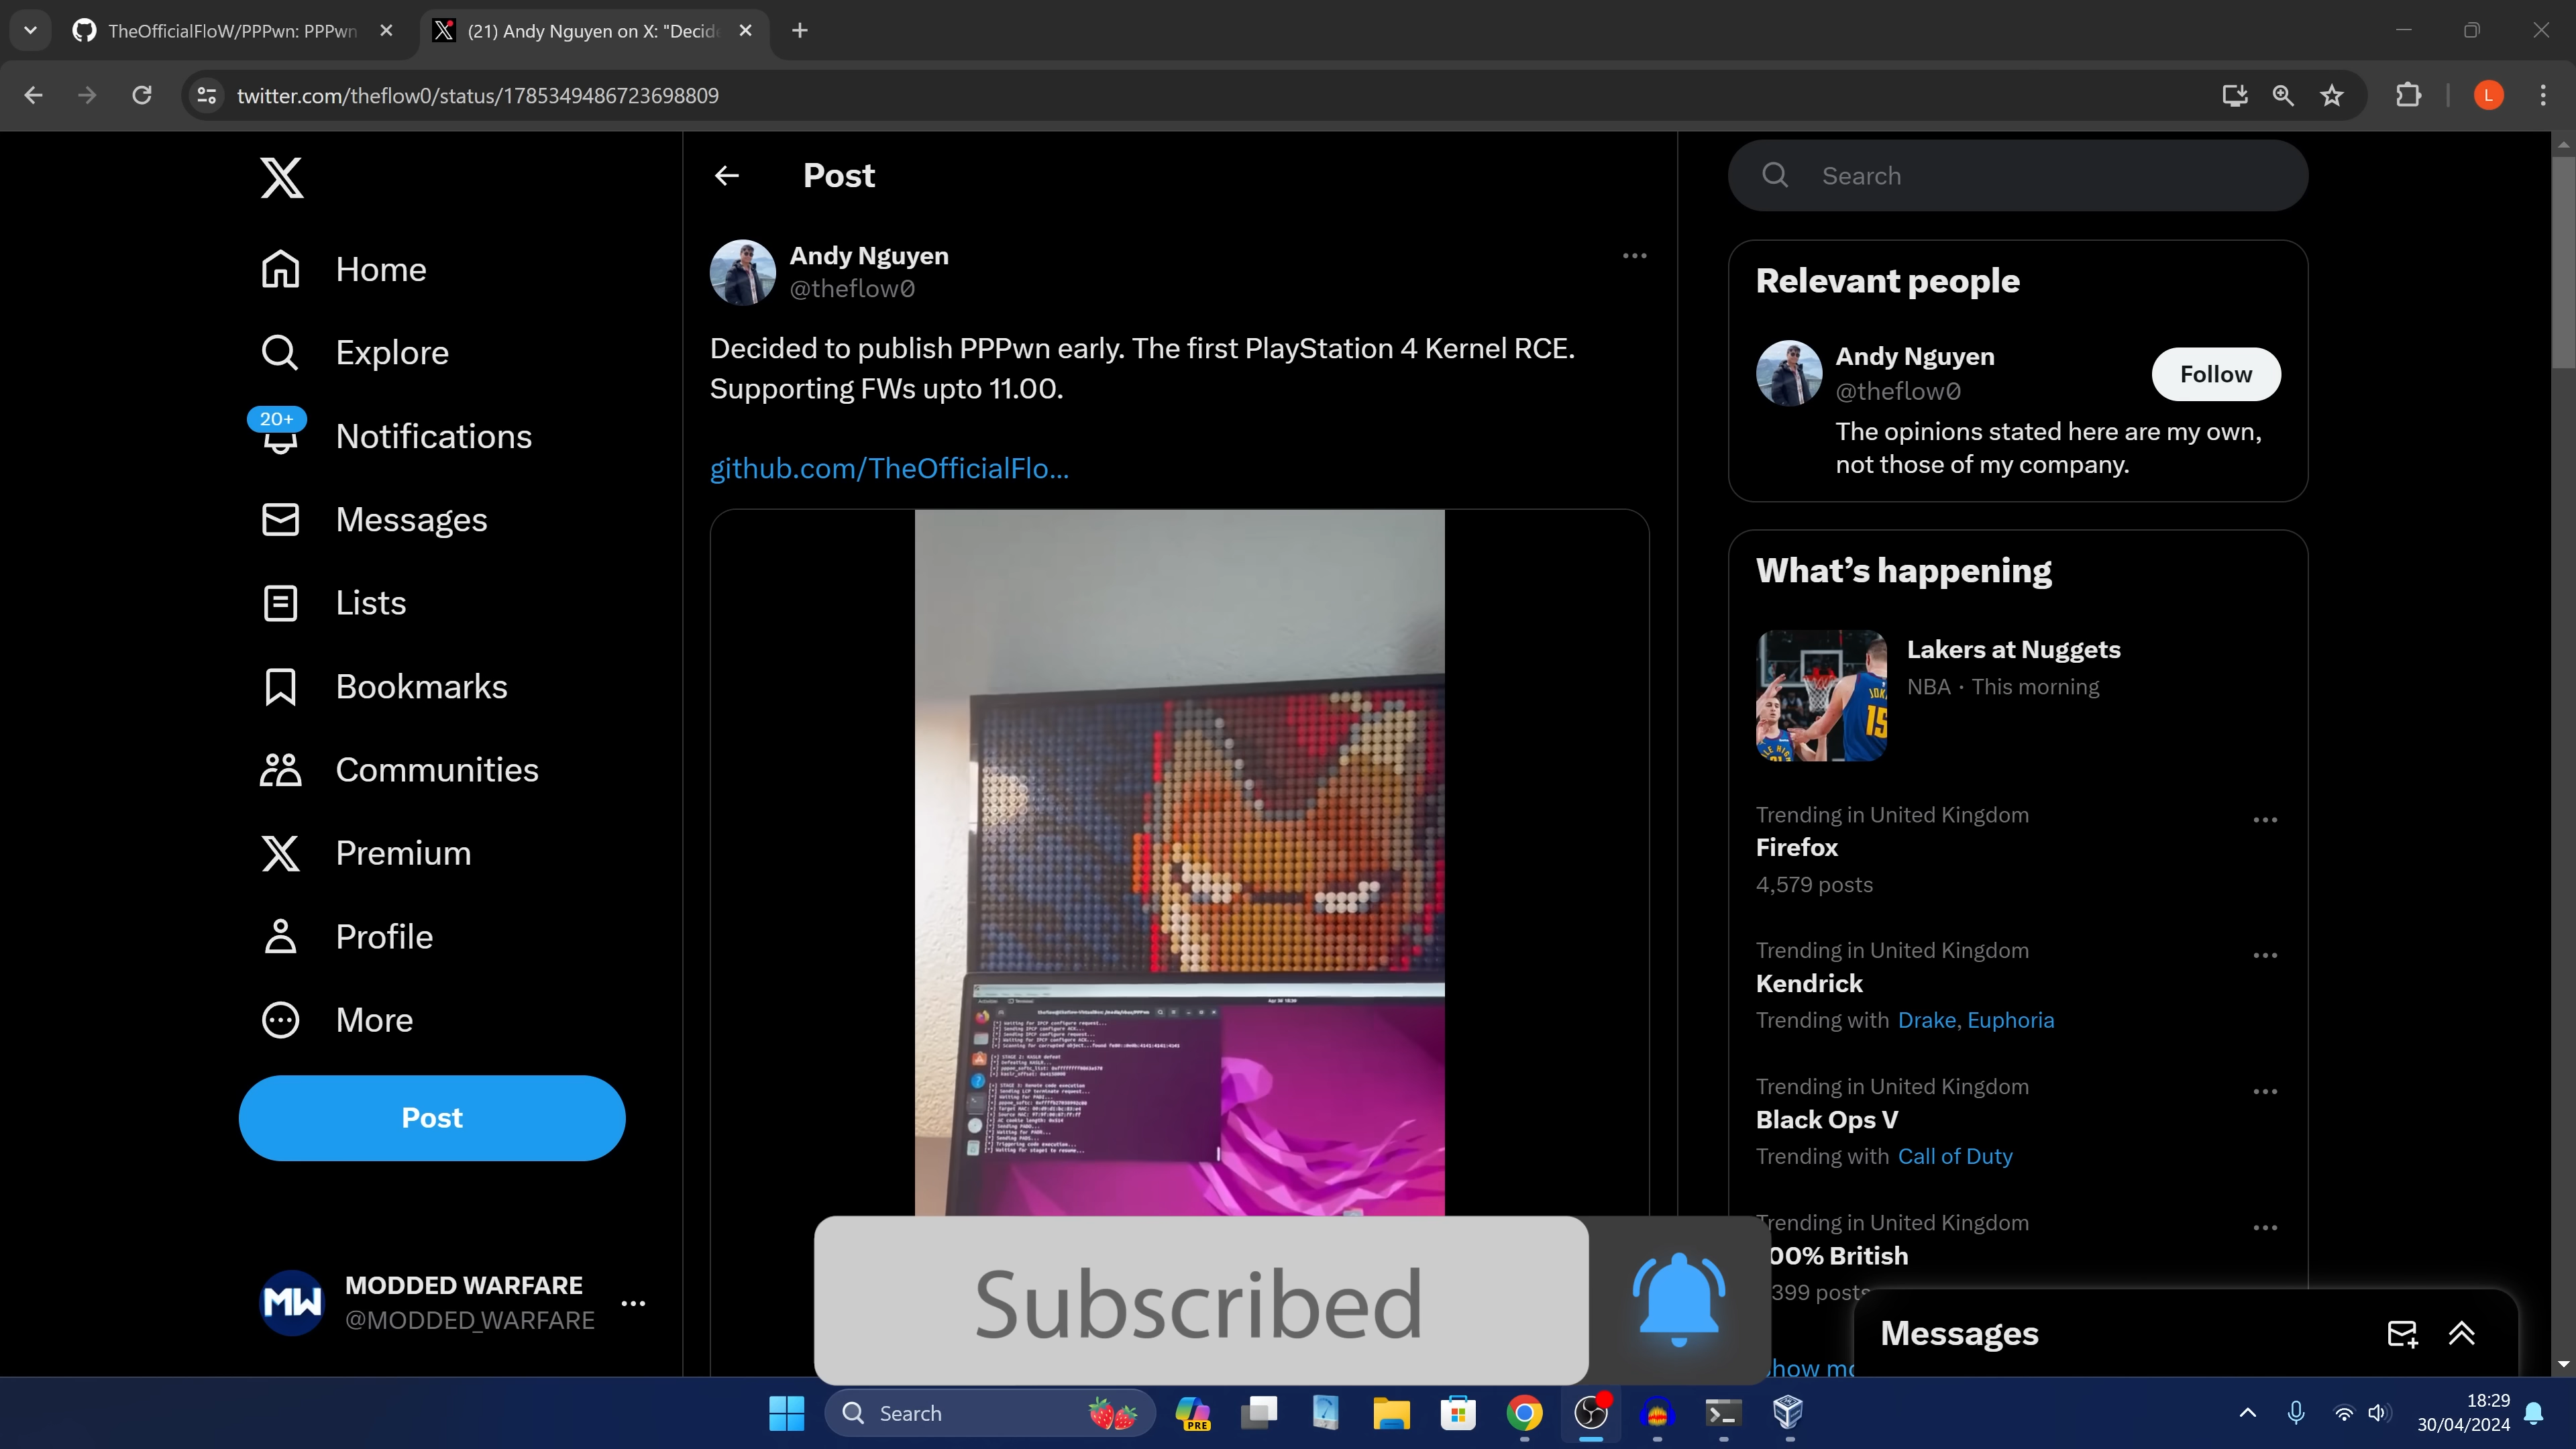 TheOfficialFloW/PPPwn: PPPwn
(21) Andy Nguyen on X: "Decid
twitter.com/theflow0/status/1785349486723698809
L
Home
Explore
20+
Notifications
Messages
Lists
Bookmarks
Communities
Premium
Profile
More
Post
MODDED WARFARE
@MODDED_WARFARE
MW
Post
Andy Nguyen
@theflow0
Decided to publish PPPwn early. The first PlayStation 4 Kernel RCE.
Supporting FWs upto 11.00.
github.com/TheOfficialFlo...
Subscribed
Search
Relevant people
Andy Nguyen
@theflow0
Follow
The opinions stated here are my own,
not those of my company.
What's happening
Lakers at Nuggets
NBA · This morning
Trending in United Kingdom
Firefox
4,579 posts
Trending in United Kingdom
Kendrick
Trending with Drake, Euphoria
Trending in United Kingdom
Black Ops V
Trending with Call of Duty
Trending in United Kingdom
00% British
399 posts
Messages
Search
PRE
18:29
30/04/2024